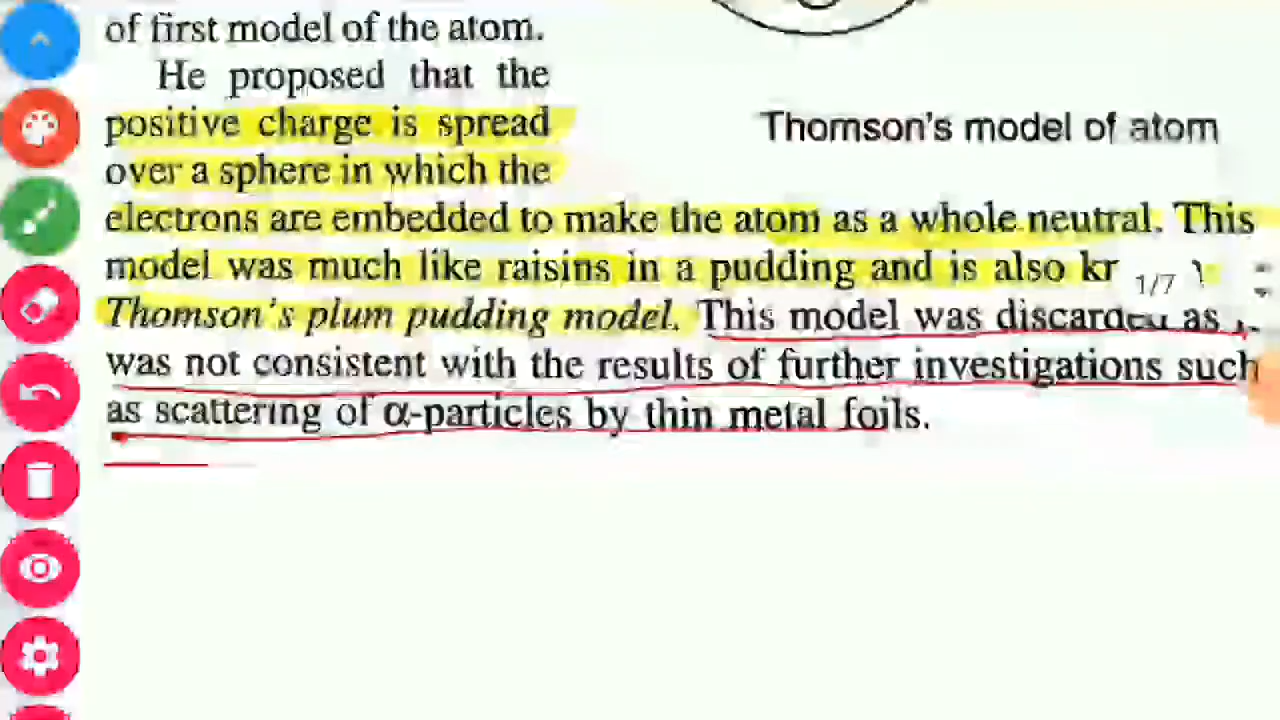 of first model of the atom.
He proposed that the
positive charge is spread
Thomson's model of atom
over a sphere in which the
electrons are embedded to make the atom as a whole neutral. This
model was much like raisins in a pudding and is also
1/7
Thomson's plum pudding model. This model was discarded as
was not consistent with the results of further investigations such
as scattering of α-particles by thin metal foils.